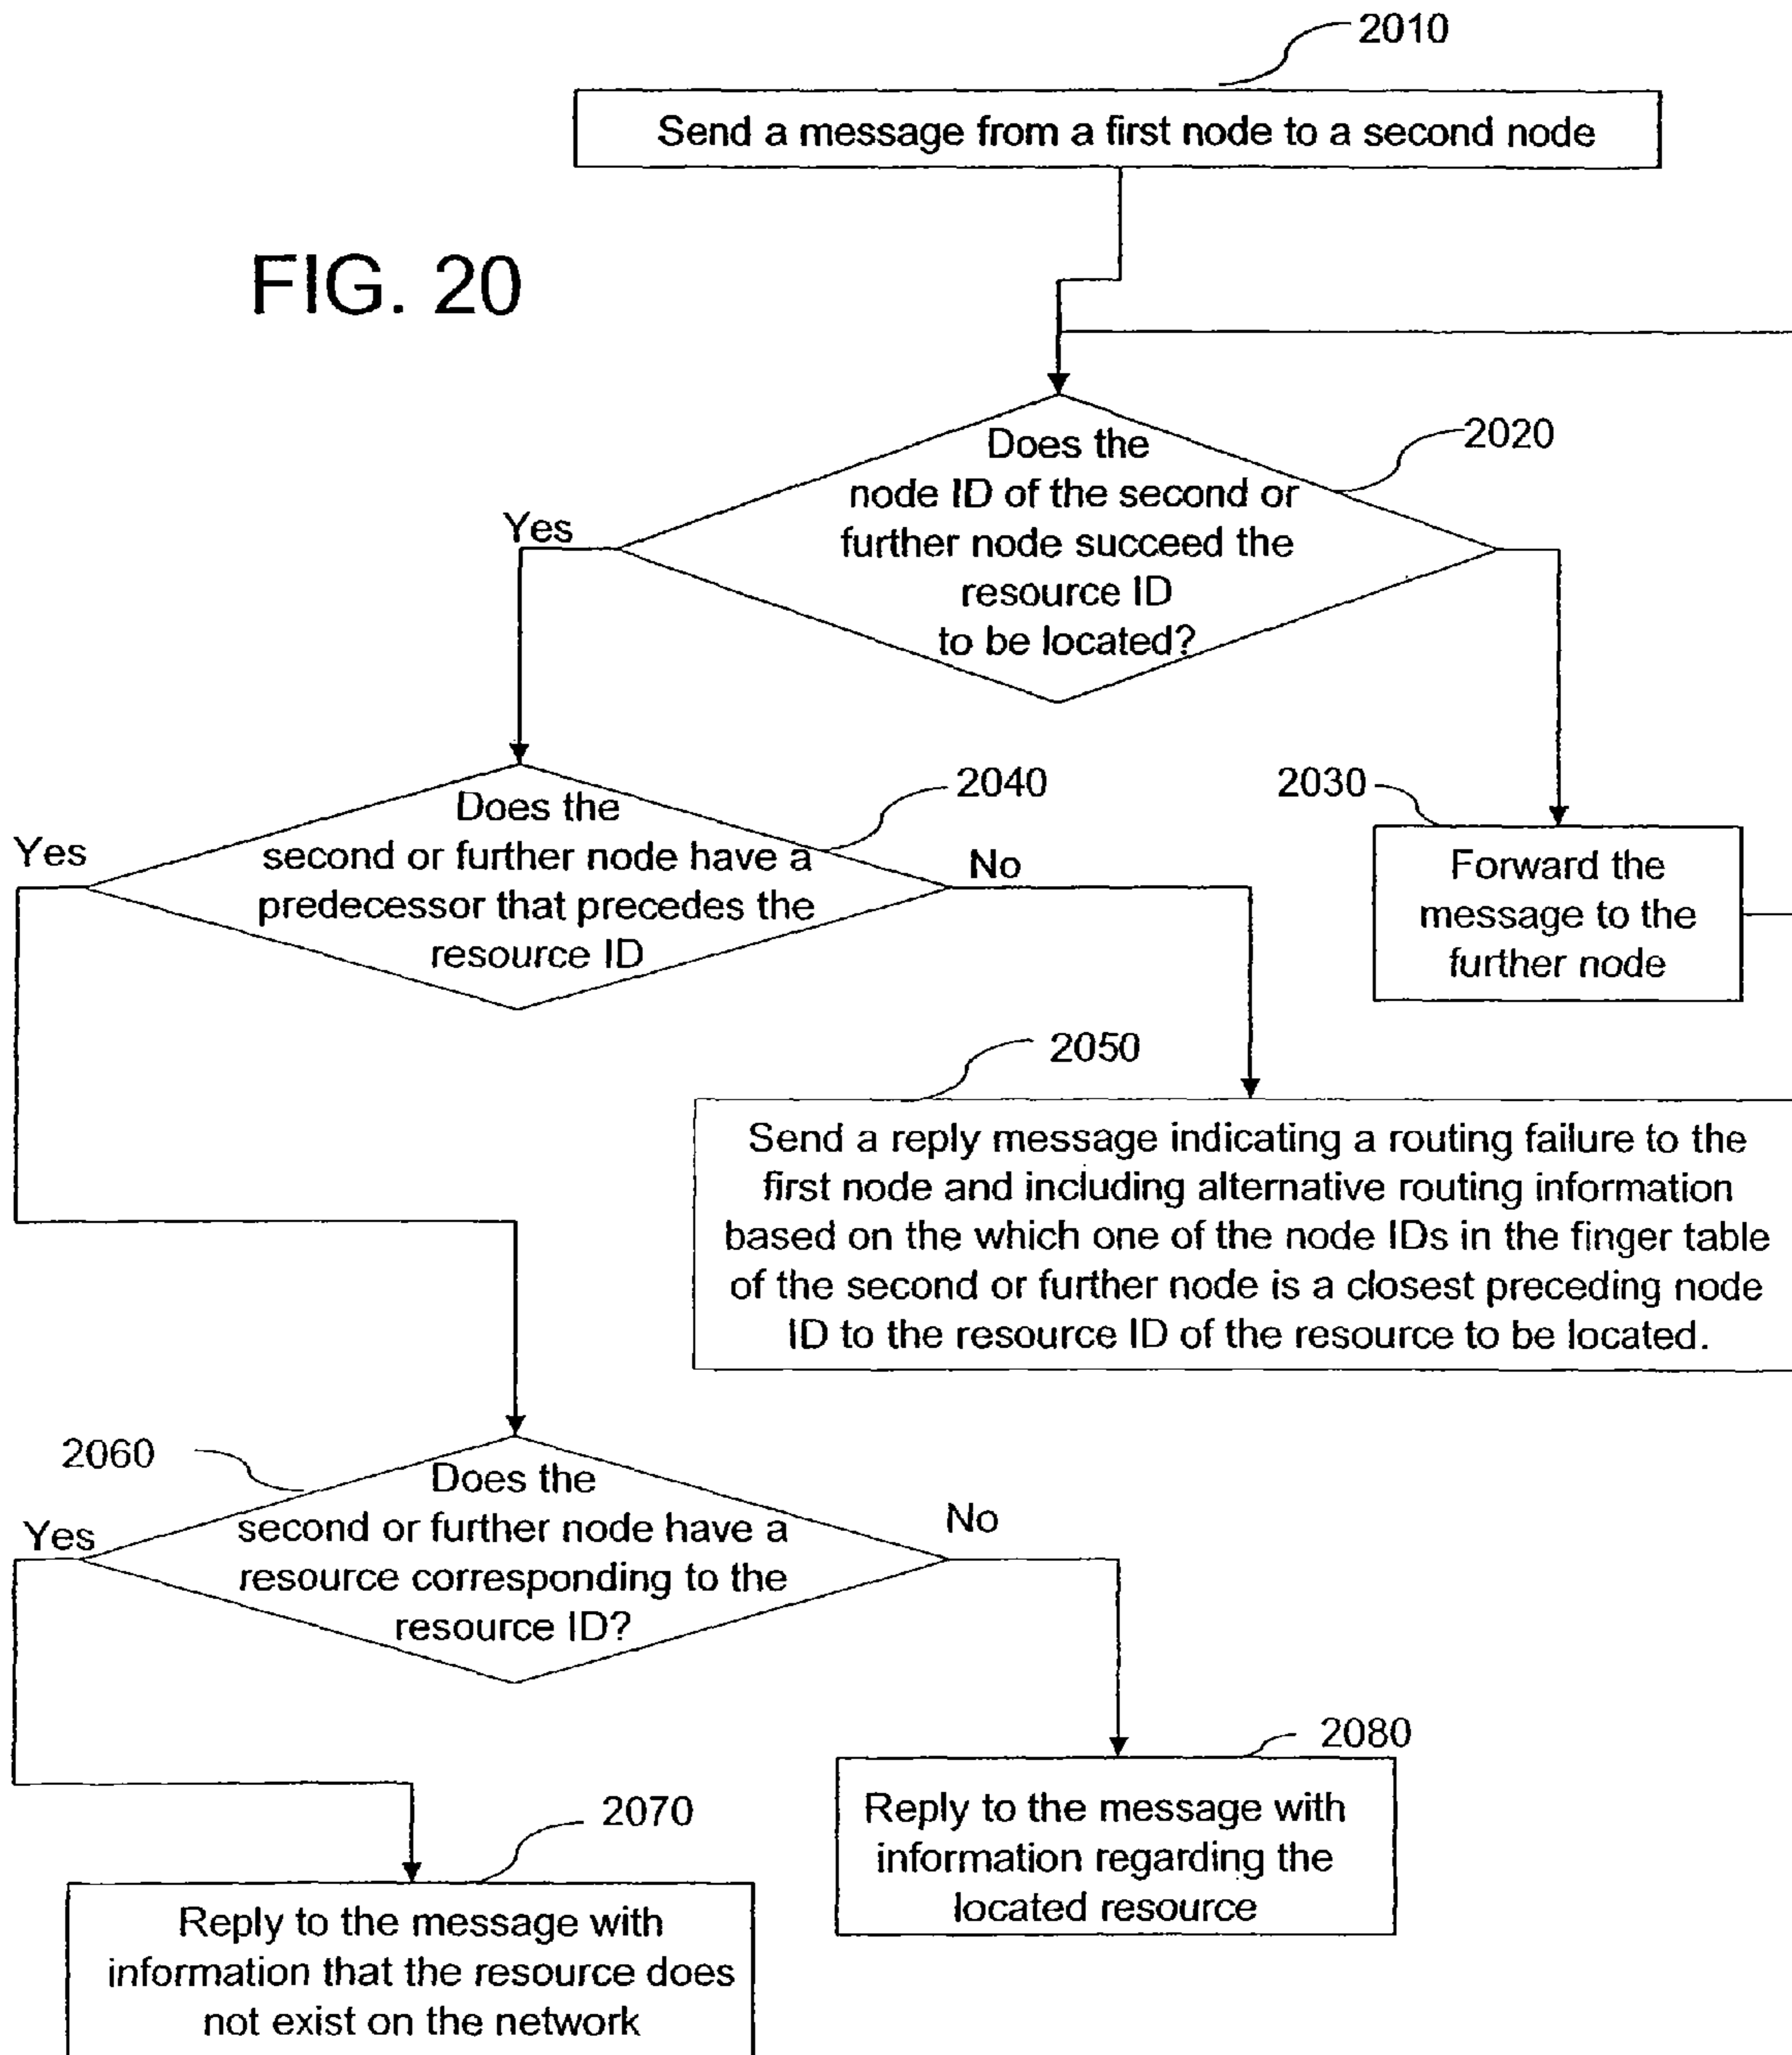 2010
Send a message from a first node to a second node
FIG. 20
2020
Does the
node ID of the second or
further node succeed the
resource ID
to be located?
Yes
2040
Does the
second or further node have a
predecessor that precedes the
resource ID
Yes
No
2030
Forward the
message to the
further node
2050
Send a reply message indicating a routing failure to the
first node and including alternative routing information
based on the which one of the node IDs in the finger table
of the second or further node is a closest preceding node
ID to the resource ID of the resource to be located.
2060
Does the
second or further node have a
resource corresponding to the
resource ID?
Yes
No
2080
Reply to the message with
information regarding the
located resource
2070
Reply to the message with
information that the resource does
not exist on the network